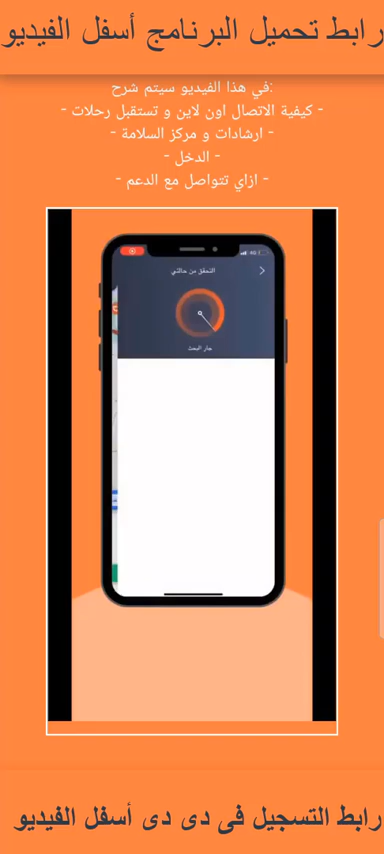 رابط تحميل البرنامج أسفل الفيديو
في هذا الفيديو سيتم شرح:
- كيفية الاتصال اون لاين و تستقبل رحلات -
- ارشادات و مركز السلامة -
- الدخل -
- ازاي تتواصل مع الدعم -
4G
التحقق من حالتي
جار البحث
رابط التسجيل فى دى دى أسفل الفيديو